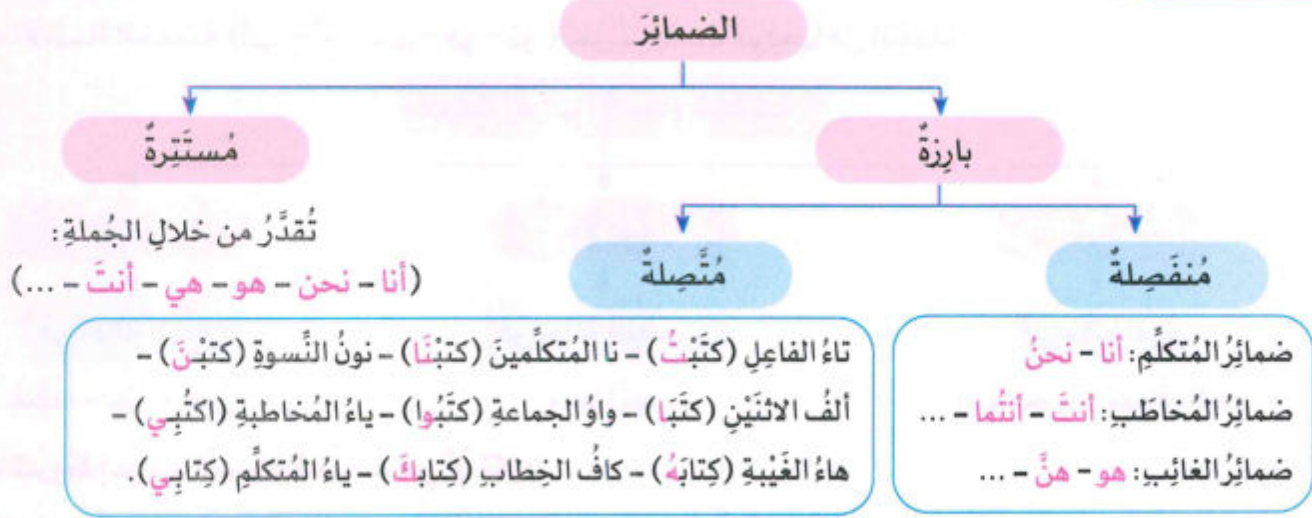 الضمائِرَ
بارِزةٌ
مُستَتِرةٌ
مُنفَصِلةٌ
مُتَّصِلةٌ
تُقدَّرُ من خلالِ الجُملةِ:
(أنا – نحن – هو – هي – أنتَ – ...)
ضمائِرُ المُتكلِّمِ: أنا – نحنُ
ضمائِرُ المُخاطَبِ: أنتَ – أنتُما – ...
ضمائِرُ الغائِبِ: هو – هنَّ – ...
تاءُ الفاعِلِ (كتَبْتُ) – نا المُتكلِّمينَ (كتبْنَا) – نونُ النِّسوةِ (كتبْنَ) –
ألفُ الاثنَيْنِ (كتَبَا) – واوُ الجماعةِ (كتَبُوا) – ياءُ المُخاطبةِ (اكتُبِي) –
هاءُ الغَيْبةِ (كِتابَهُ) – كافُ الخِطابِ (كِتابكَ) – ياءُ المُتكلِّمِ (كِتابِي).